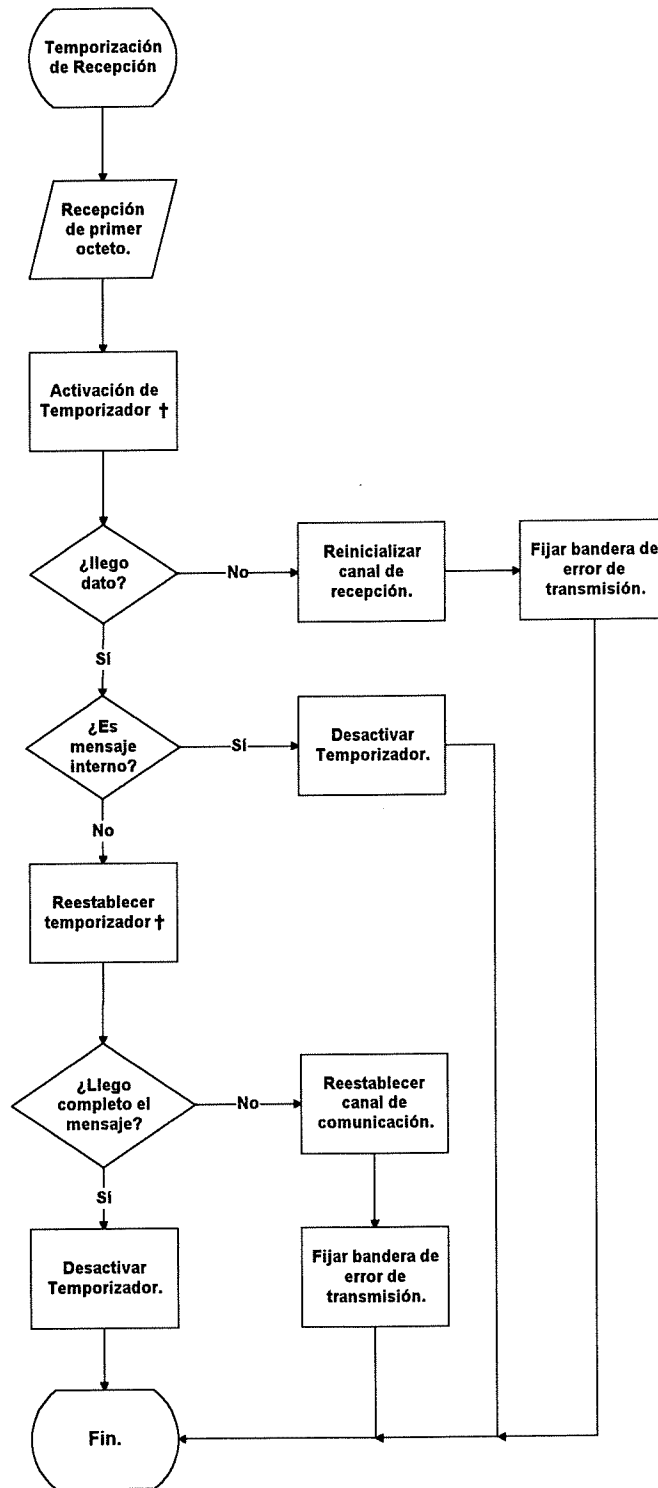 Temporización
de Recepción
Recepción
de primer
octeto.
Activación de
Temporizador †
¿llego
dato?
No
Reinicializar
canal de
recepción.
Fijar bandera de
error de
transmisión.
Sí
¿Es
mensaje
interno?
Sí
Desactivar
Temporizador.
No
Reestablecer
temporizador †
¿Llego
completo el
mensaje?
No
Reestablecer
canal de
comunicación.
Sí
Desactivar
Temporizador.
Fijar bandera de
error de
transmisión.
Fin.